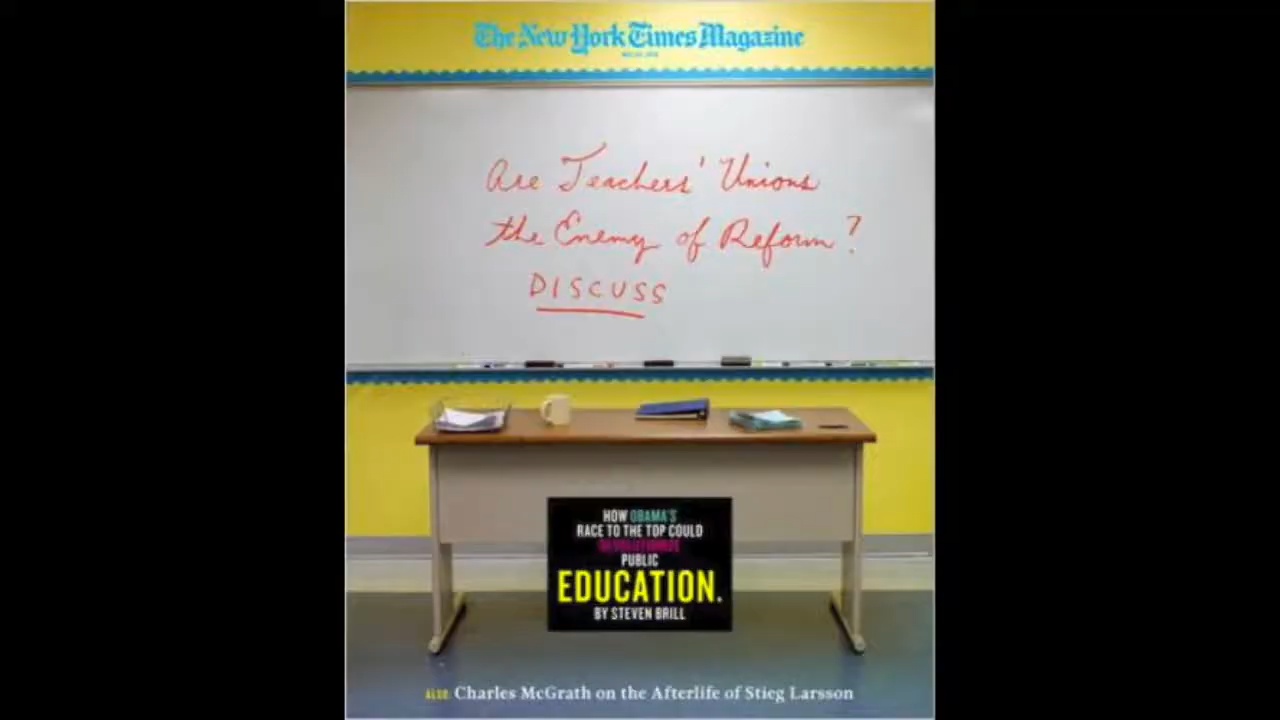 The New York Times Magazine
Are Teachers' Unions
the Enemy of Reform?
DISCUSS
HOW OBAMA'S
RACE TO THE TOP COULD
REVOLUTIONIZE
PUBLIC
EDUCATION.
BY STEVEN BRILL
ALSO: Charles McGrath on the Afterlife of Stieg Larsson